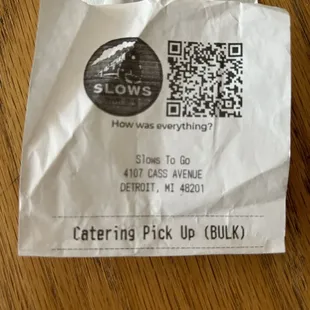 SLOWS
How was everything?
Slows To Go
4107 CASS AVENUE
DETROIT, MI 48201
Catering Pick Up (BULK)